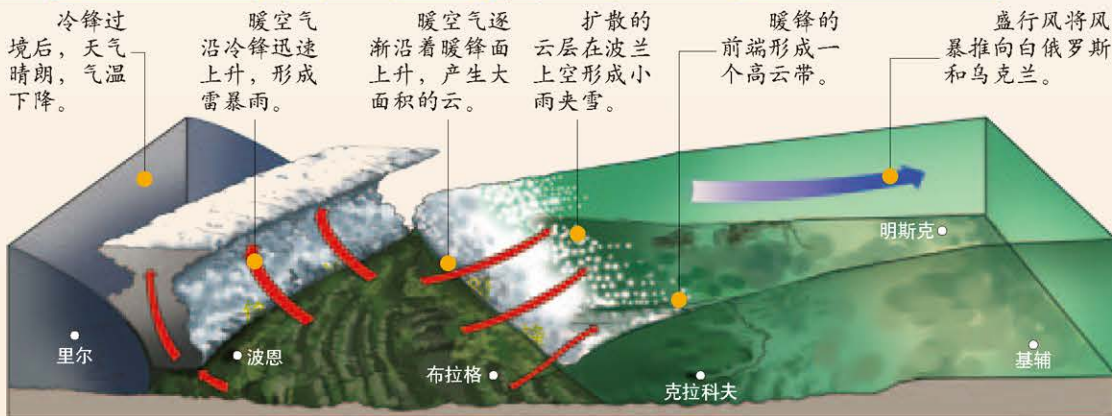 冷锋过
境后，天气
晴朗，气温
下降。
暖空气
沿冷锋迅速
上升，形成
雷暴雨。
暖空气逐
渐沿着暖锋面
上升，产生大
面积的云。
扩散的
云层在波兰
上空形成小
雨夹雪。
暖锋的
前端形成一
个高云带。
盛行风将风
暴推向白俄罗斯
和乌克兰。
明斯克
里尔
波恩
布拉格
克拉科夫
基辅